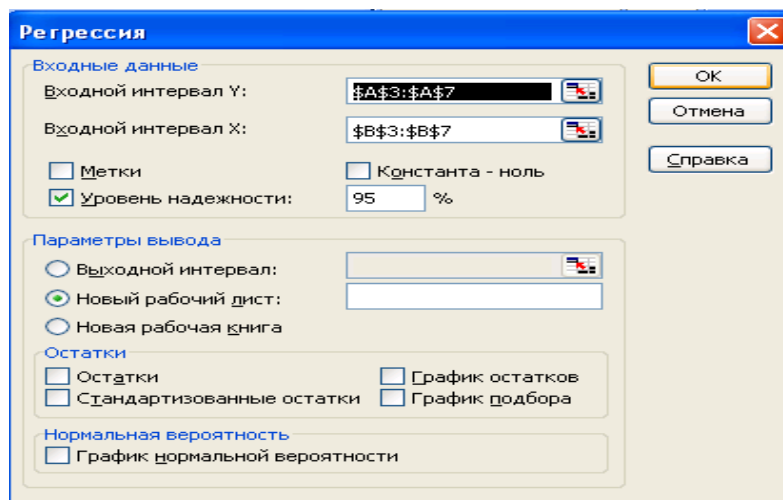 Регрессия
Входные данные
Входной интервал Y: $A$3:$A$7
Входной интервал X: $B$3:$B$7
Метки Константа - ноль
Уровень надежности: 95 %
ОК
Отмена
Справка
Параметры вывода
Выходной интервал:
Новый рабочий лист:
Новая рабочая книга
Остатки
Остатки График остатков
Стандартизованные остатки График подбора
Нормальная вероятность
График нормальной вероятности